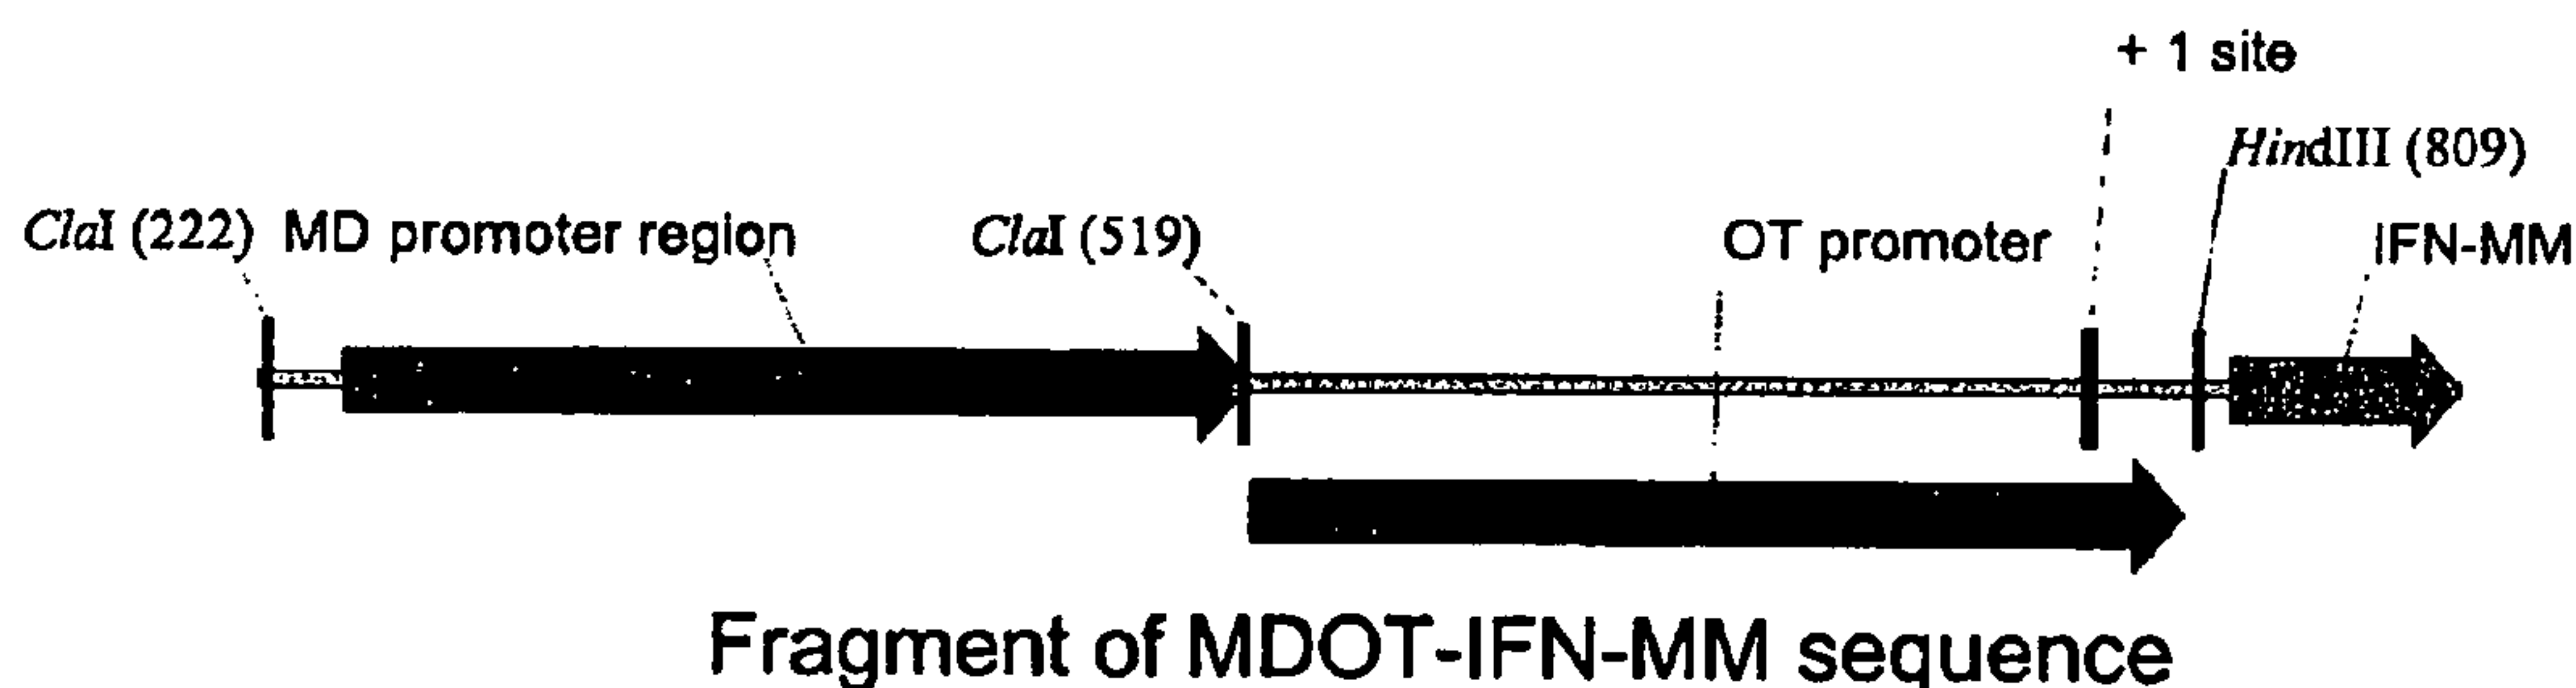 + 1 site
HindIII (809)
ClaI (222)
MD promoter region
ClaI (519)
OT promoter
IFN-MM
Fragment of MDOT-IFN-MM sequence